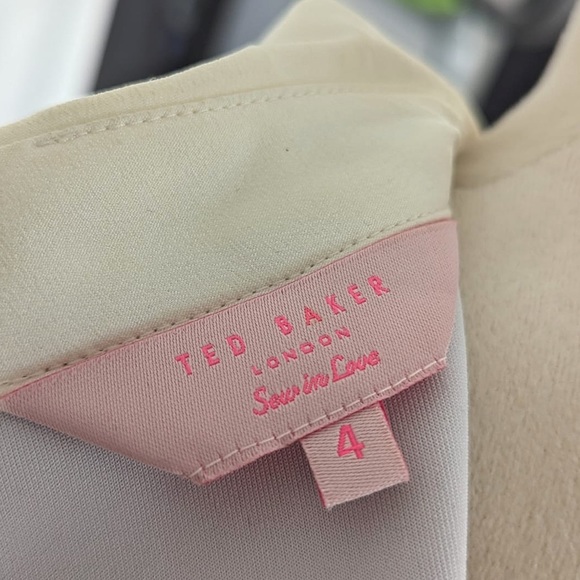 TED BAKER
LONDON
Sew in Love
4